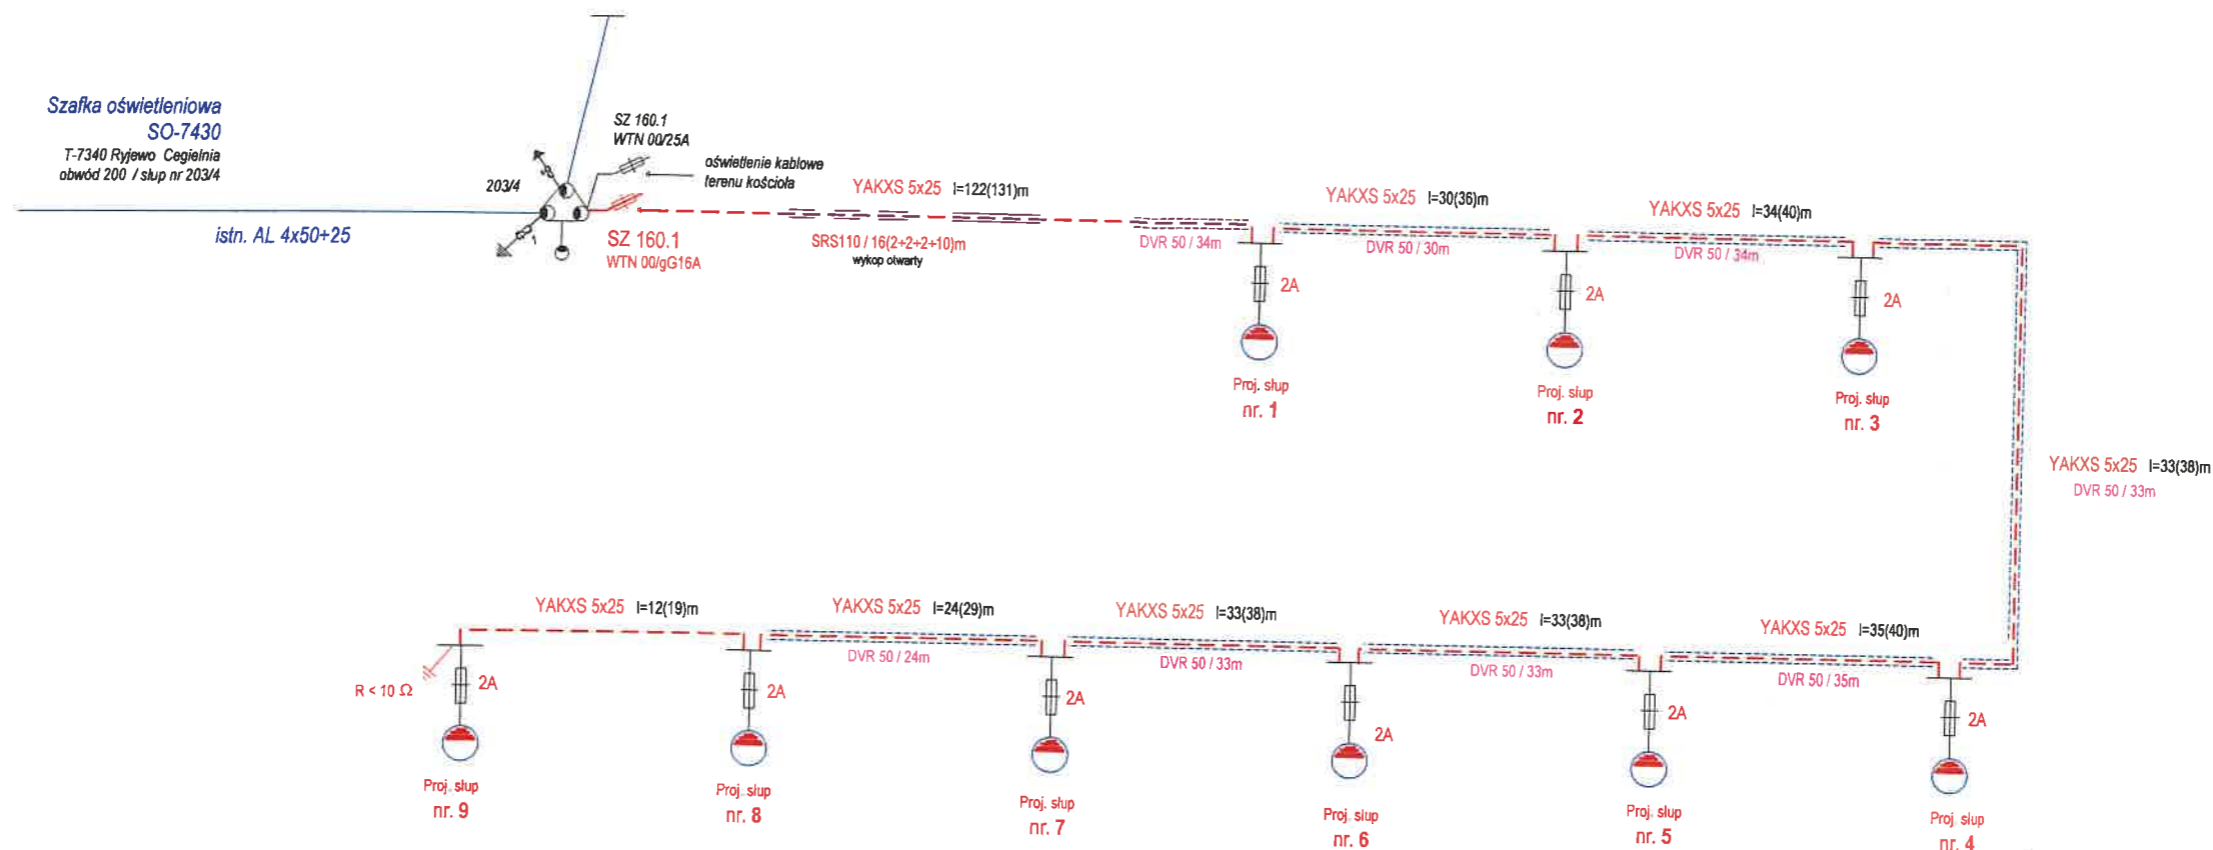 Szafka oświetleniowa
SO-7430
T-7340 Ryjewo Cegielnia
obwód 200 / słup nr 203/4
istn. AL 4x50+25
203/4
SZ 160.1
WTN 00/25A
oświetlenie kablowe
terenu kościoła
SZ 160.1
WTN 00/gG16A
YAKXS 5x25 l=122(131)m
SRS110 / 16(2+2+2+10)m
wykop otwarty
DVR 50 / 34m
YAKXS 5x25 l=30(36)m
DVR 50 / 30m
YAKXS 5x25 l=34(40)m
DVR 50 / 34m
2A
Proj. słup
nr. 1
2A
Proj. słup
nr. 2
2A
Proj. słup
nr. 3
YAKXS 5x25 l=33(38)m
DVR 50 / 33m
YAKXS 5x25 l=12(19)m
YAKXS 5x25 l=24(29)m
DVR 50 / 24m
YAKXS 5x25 l=33(38)m
DVR 50 / 33m
YAKXS 5x25 l=33(38)m
DVR 50 / 33m
YAKXS 5x25 l=35(40)m
DVR 50 / 35m
R < 10 Ω
2A
Proj. słup
nr. 9
2A
Proj. słup
nr. 8
2A
Proj. słup
nr. 7
2A
Proj. słup
nr. 6
2A
Proj. słup
nr. 5
2A
Proj. słup
nr. 4